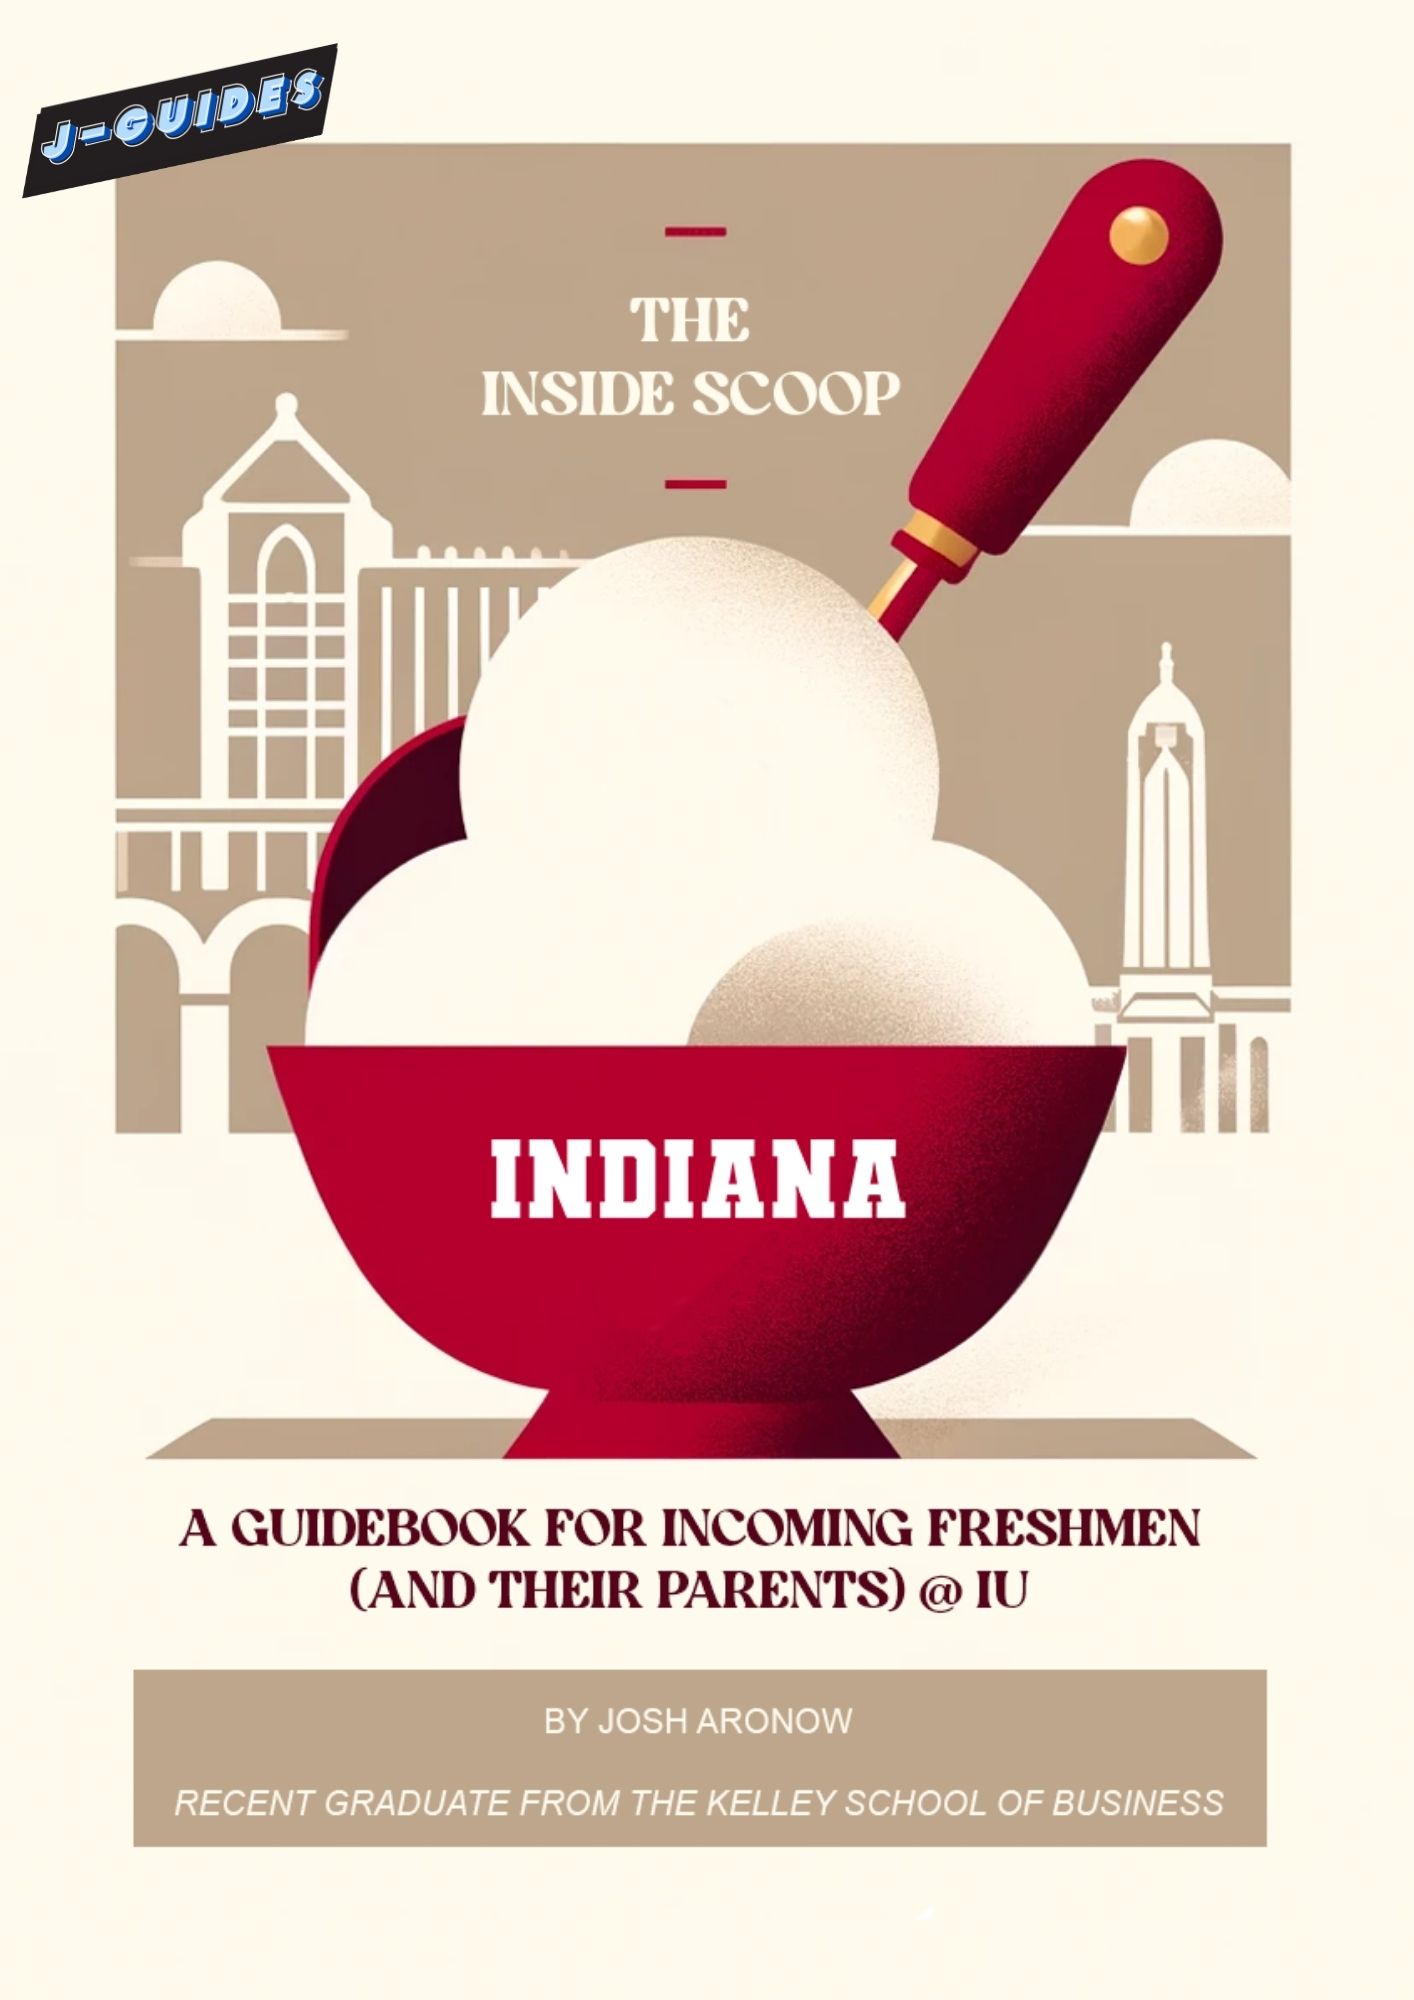 J-GUIDES
THE
INSIDE SCOOP
INDIANA
A GUIDEBOOK FOR INCOMING FRESHMEN
(AND THEIR PARENTS) @ IU
BY JOSH ARONOW
RECENT GRADUATE FROM THE KELLEY SCHOOL OF BUSINESS